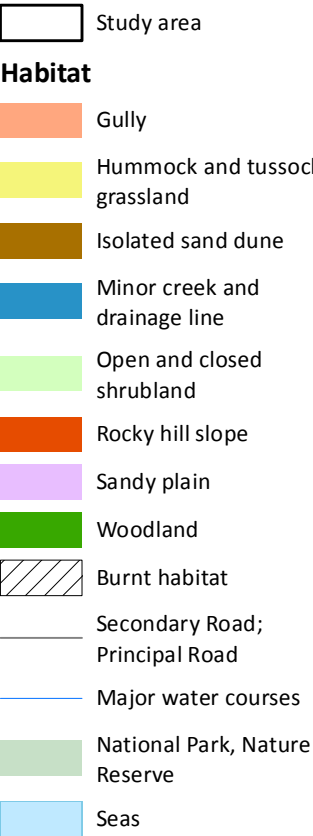 Study area
Habitat
Gully
Hummock and tussock
grassland
Isolated sand dune
Minor creek and
drainage line
Open and closed
shrubland
Rocky hill slope
Sandy plain
Woodland
Burnt habitat
Secondary Road;
Principal Road
Major water courses
National Park, Nature
Reserve
Seas